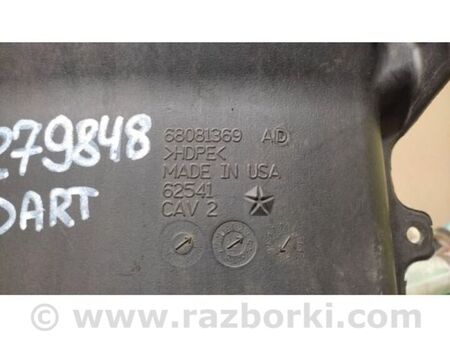 279848
DART
68081369 AD
>HDPE<
MADE IN USA
62541
CAV 2
www.razborki.com